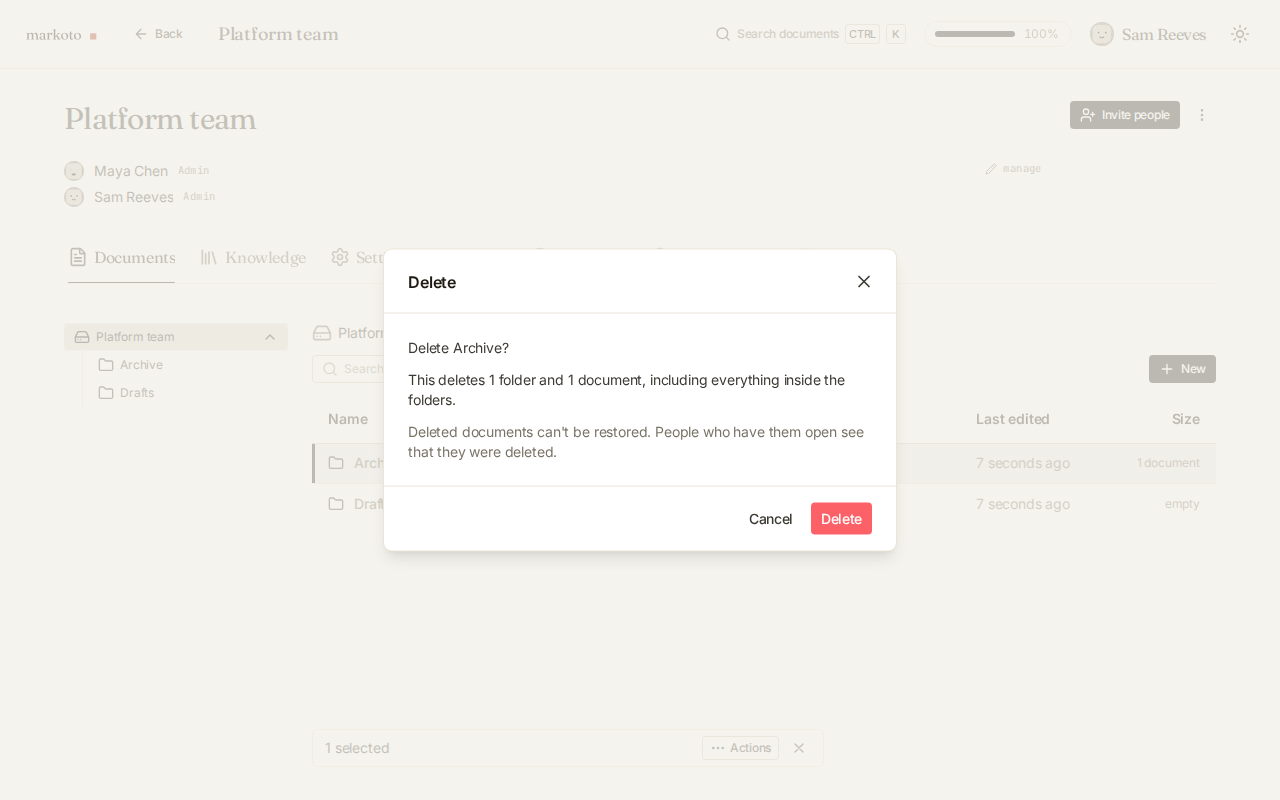 markoto
Back
Platform team
Search documents CTRL K
100%
Sam Reeves
Platform team
Invite people
Maya Chen Admin
manage
Sam Reeves Admin
Documents
Knowledge
Delete
Platform team
Archive
Drafts
Search
Delete Archive?
This deletes 1 folder and 1 document, including everything inside the
folders.
Deleted documents can't be restored. People who have them open see
that they were deleted.
Cancel
Delete
New
Name
Last edited
Size
7 seconds ago
1 document
7 seconds ago
empty
1 selected
Actions